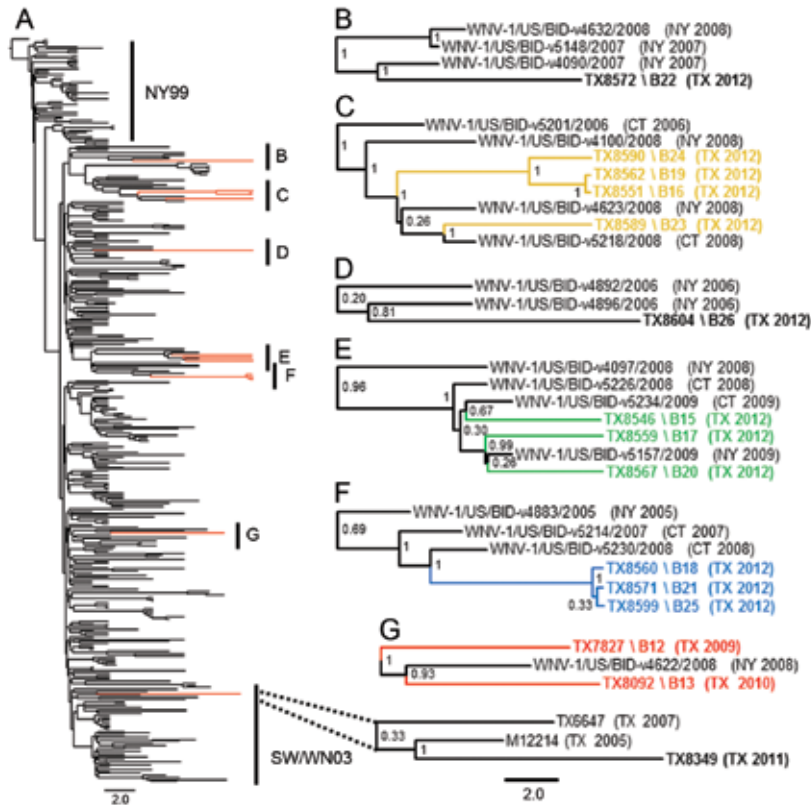 A
NY99
B
C
D
E
F
G
SW/WN03
2.0
B
WNV-1/US/BID-v4632/2008 (NY 2008)
1
1
WNV-1/US/BID-v5148/2007 (NY 2007)
WNV-1/US/BID-v4090/2007 (NY 2007)
1
TX8572 \ B22 (TX 2012)
C
WNV-1/US/BID-v5201/2006 (CT 2006)
1
WNV-1/US/BID-v4100/2008 (NY 2008)
1
TX8590 \ B24 (TX 2012)
1
TX8562 \ B19 (TX 2012)
1
TX8551 \ B16 (TX 2012)
1
WNV-1/US/BID-v4623/2008 (NY 2008)
0.26
TX8589 \ B23 (TX 2012)
1
WNV-1/US/BID-v5218/2008 (CT 2008)
D
WNV-1/US/BID-v4892/2006 (NY 2006)
0.20
WNV-1/US/BID-v4896/2006 (NY 2006)
0.81
TX8604 \ B26 (TX 2012)
E
WNV-1/US/BID-v4097/2008 (NY 2008)
0.96
WNV-1/US/BID-v5226/2008 (CT 2008)
1
WNV-1/US/BID-v5234/2009 (CT 2009)
0.67
TX8546 \ B15 (TX 2012)
0.30
TX8559 \ B17 (TX 2012)
0.99
WNV-1/US/BID-v5157/2009 (NY 2009)
0.26
TX8567 \ B20 (TX 2012)
F
WNV-1/US/BID-v4883/2005 (NY 2005)
0.69
WNV-1/US/BID-v5214/2007 (CT 2007)
1
WNV-1/US/BID-v5230/2008 (CT 2008)
1
TX8560 \ B18 (TX 2012)
1
TX8571 \ B21 (TX 2012)
0.33
TX8599 \ B25 (TX 2012)
G
TX7827 \ B12 (TX 2009)
1
WNV-1/US/BID-v4622/2008 (NY 2008)
0.93
TX8092 \ B13 (TX 2010)
TX6647 (TX 2007)
0.33
M12214 (TX 2005)
1
TX8349 (TX 2011)
2.0